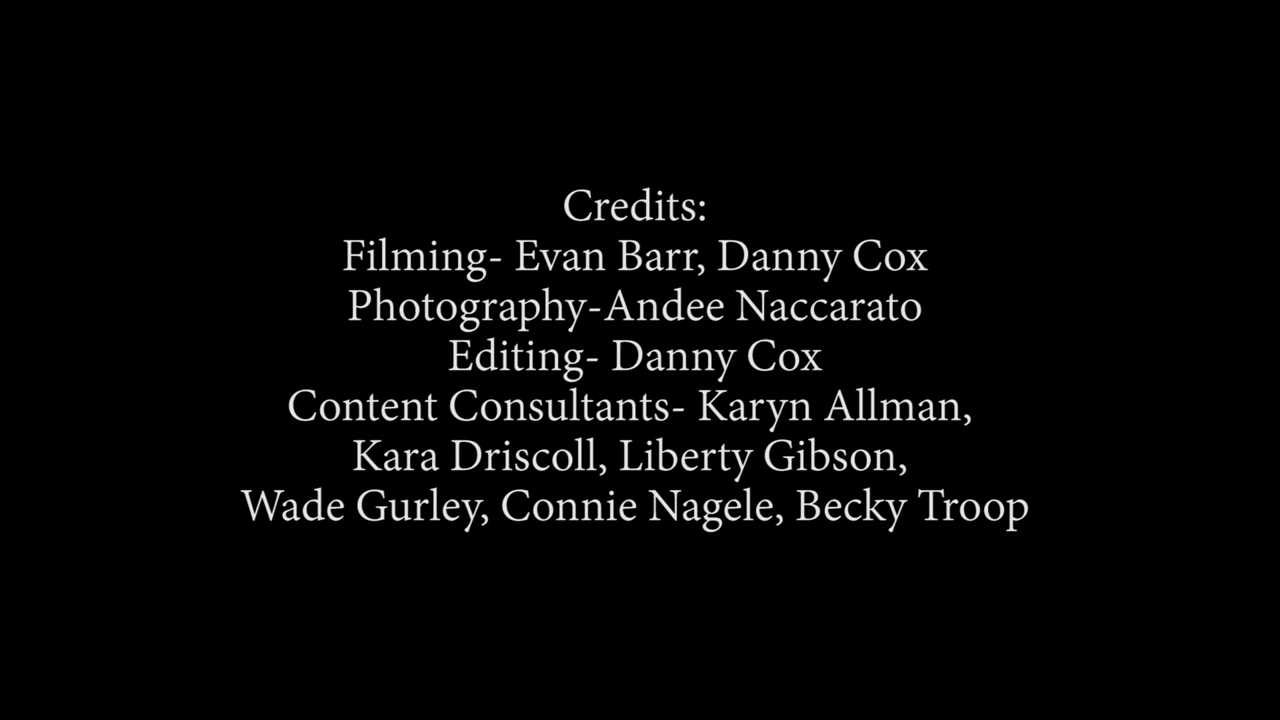 Credits:
Filming- Evan Barr, Danny Cox
Photography-Andee Naccarato
Editing- Danny Cox
Content Consultants- Karyn Allman,
Kara Driscoll, Liberty Gibson,
Wade Gurley, Connie Nagele, Becky Troop